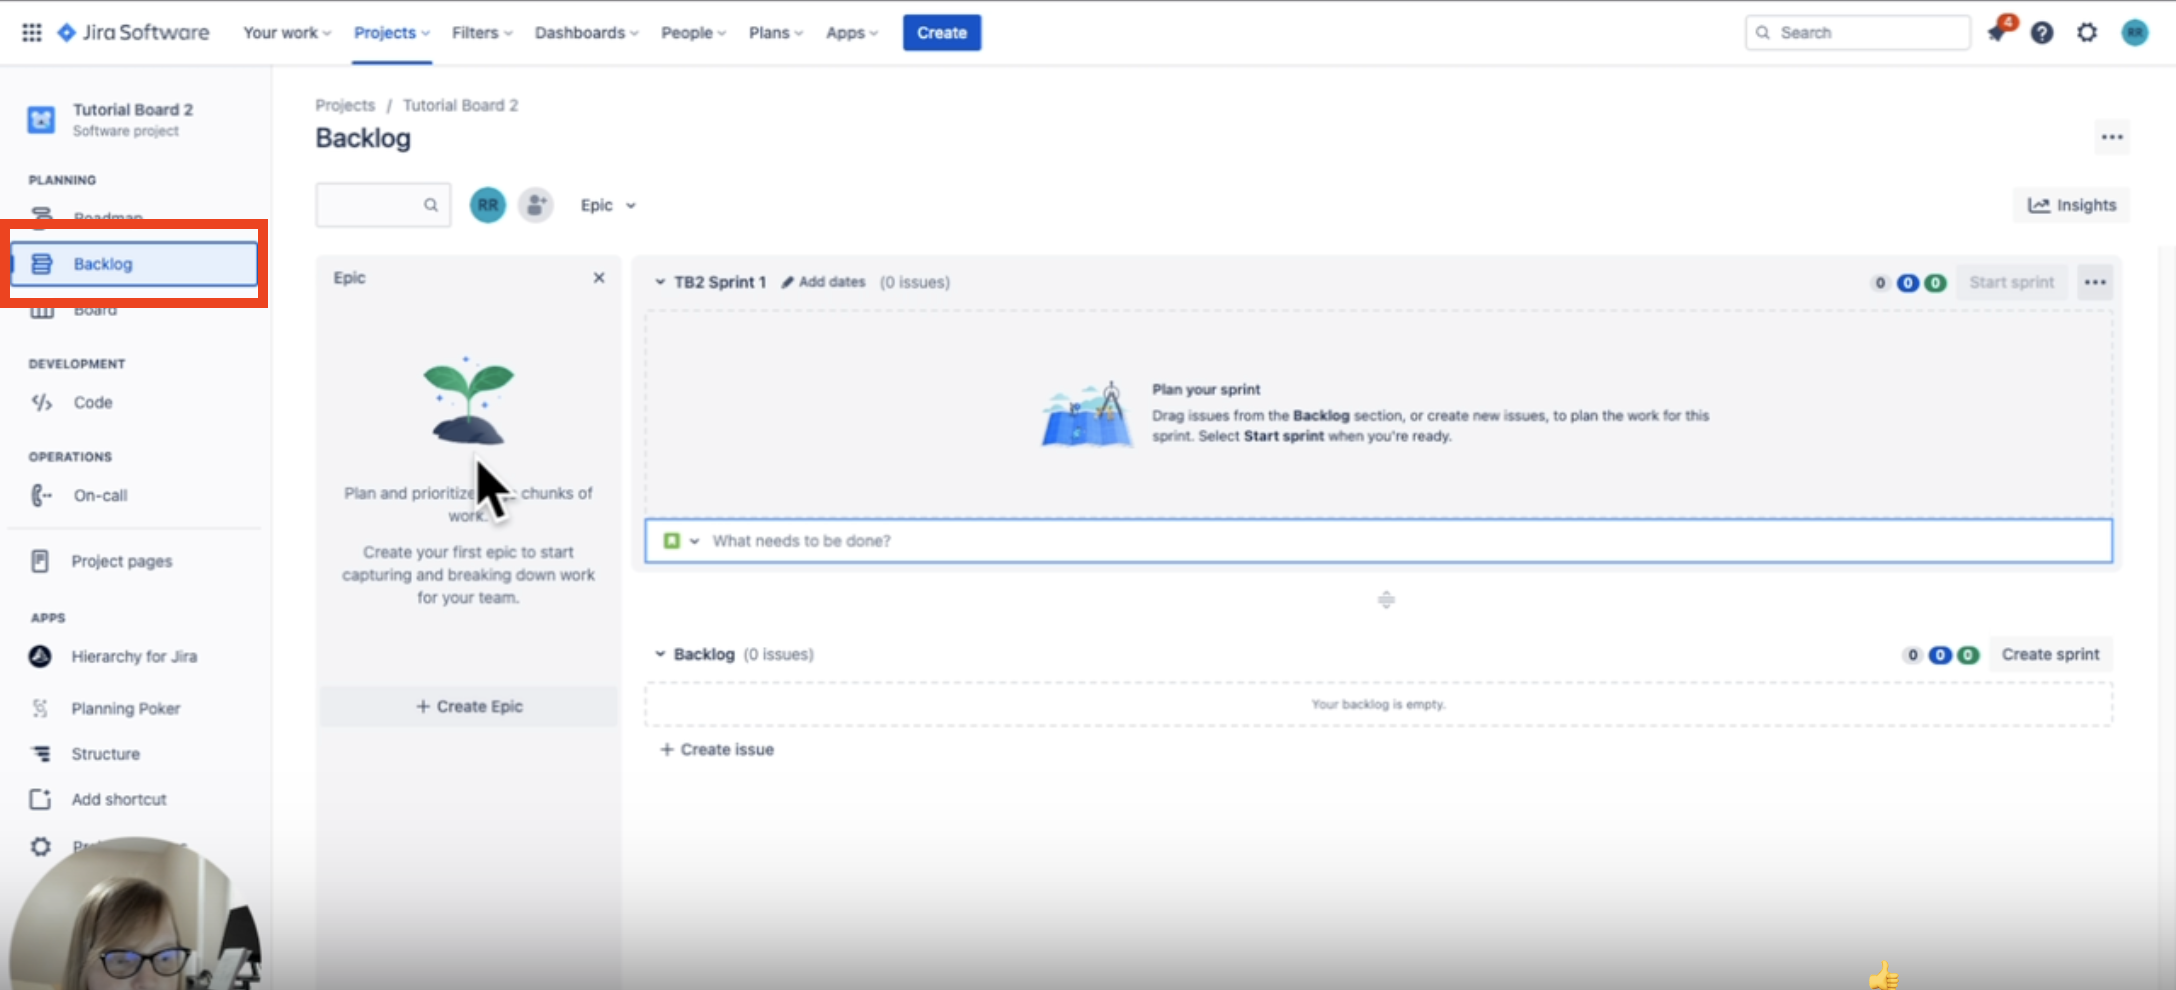 Jira Software
Your work
Projects
Filters
Dashboards
People
Plans
Apps
Create
Search
4
RR
Tutorial Board 2
Software project
PLANNING
Roadmap
Backlog
Board
DEVELOPMENT
Code
OPERATIONS
On-call
Project pages
APPS
Hierarchy for Jira
Planning Poker
Structure
Add shortcut
Projects / Tutorial Board 2
Backlog
RR
Epic
Insights
Epic
Plan and prioritize chunks of
work.
Create your first epic to start
capturing and breaking down work
for your team.
+ Create Epic
TB2 Sprint 1 Add dates (0 issues)
0 0 0 Start sprint
Plan your sprint
Drag issues from the Backlog section, or create new issues, to plan the work for this
sprint. Select Start sprint when you're ready.
What needs to be done?
Backlog (0 issues)
0 0 0 Create sprint
Your backlog is empty.
+ Create issue